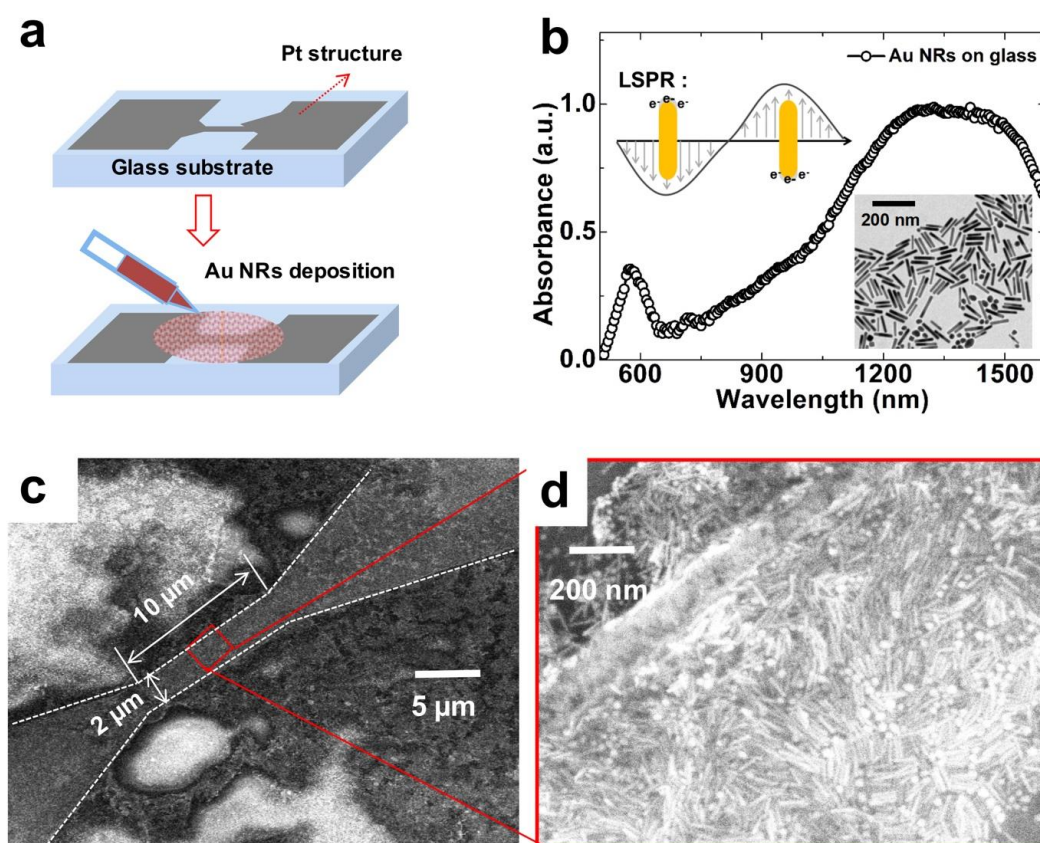 a
Pt structure
Glass substrate
Au NRs deposition
b
Au NRs on glass
LSPR :
e⁻ e- e⁻
e⁻ e- e⁻
200 nm
1.0
0.5
0.0
Absorbance (a.u.)
600
900
1200
1500
Wavelength (nm)
c
10 µm
2 µm
5 µm
d
200 nm